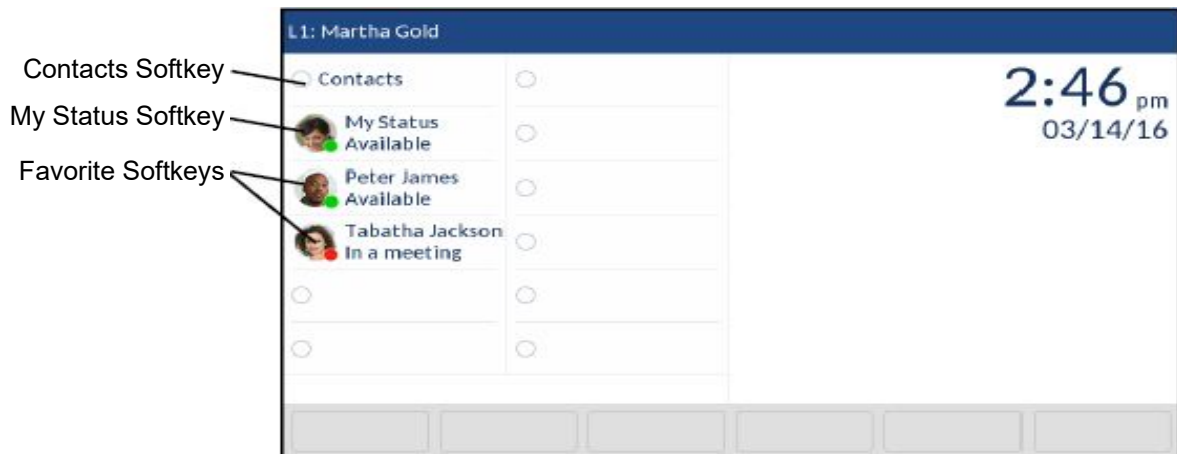 L1: Martha Gold
Contacts Softkey
Contacts
2:46 pm
03/14/16
My Status Softkey
My Status
Available
Favorite Softkeys
Peter James
Available
Tabatha Jackson
In a meeting